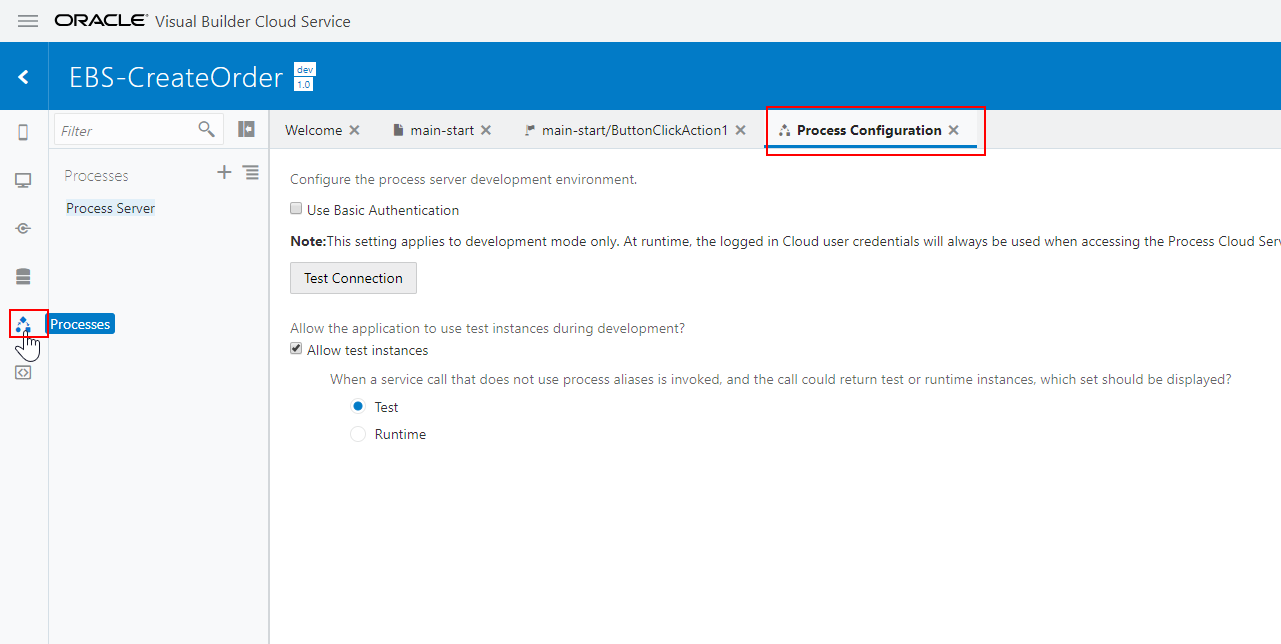 ORACLE® Visual Builder Cloud Service
EBS-CreateOrder dev 1.0
Filter
Welcome main-start main-start/ButtonClickAction1 Process Configuration
Processes
Process Server
Processes
Configure the process server development environment.
Use Basic Authentication
Note:This setting applies to development mode only. At runtime, the logged in Cloud user credentials will always be used when accessing the Process Cloud Serv
Test Connection
Allow the application to use test instances during development?
Allow test instances
When a service call that does not use process aliases is invoked, and the call could return test or runtime instances, which set should be displayed?
Test
Runtime